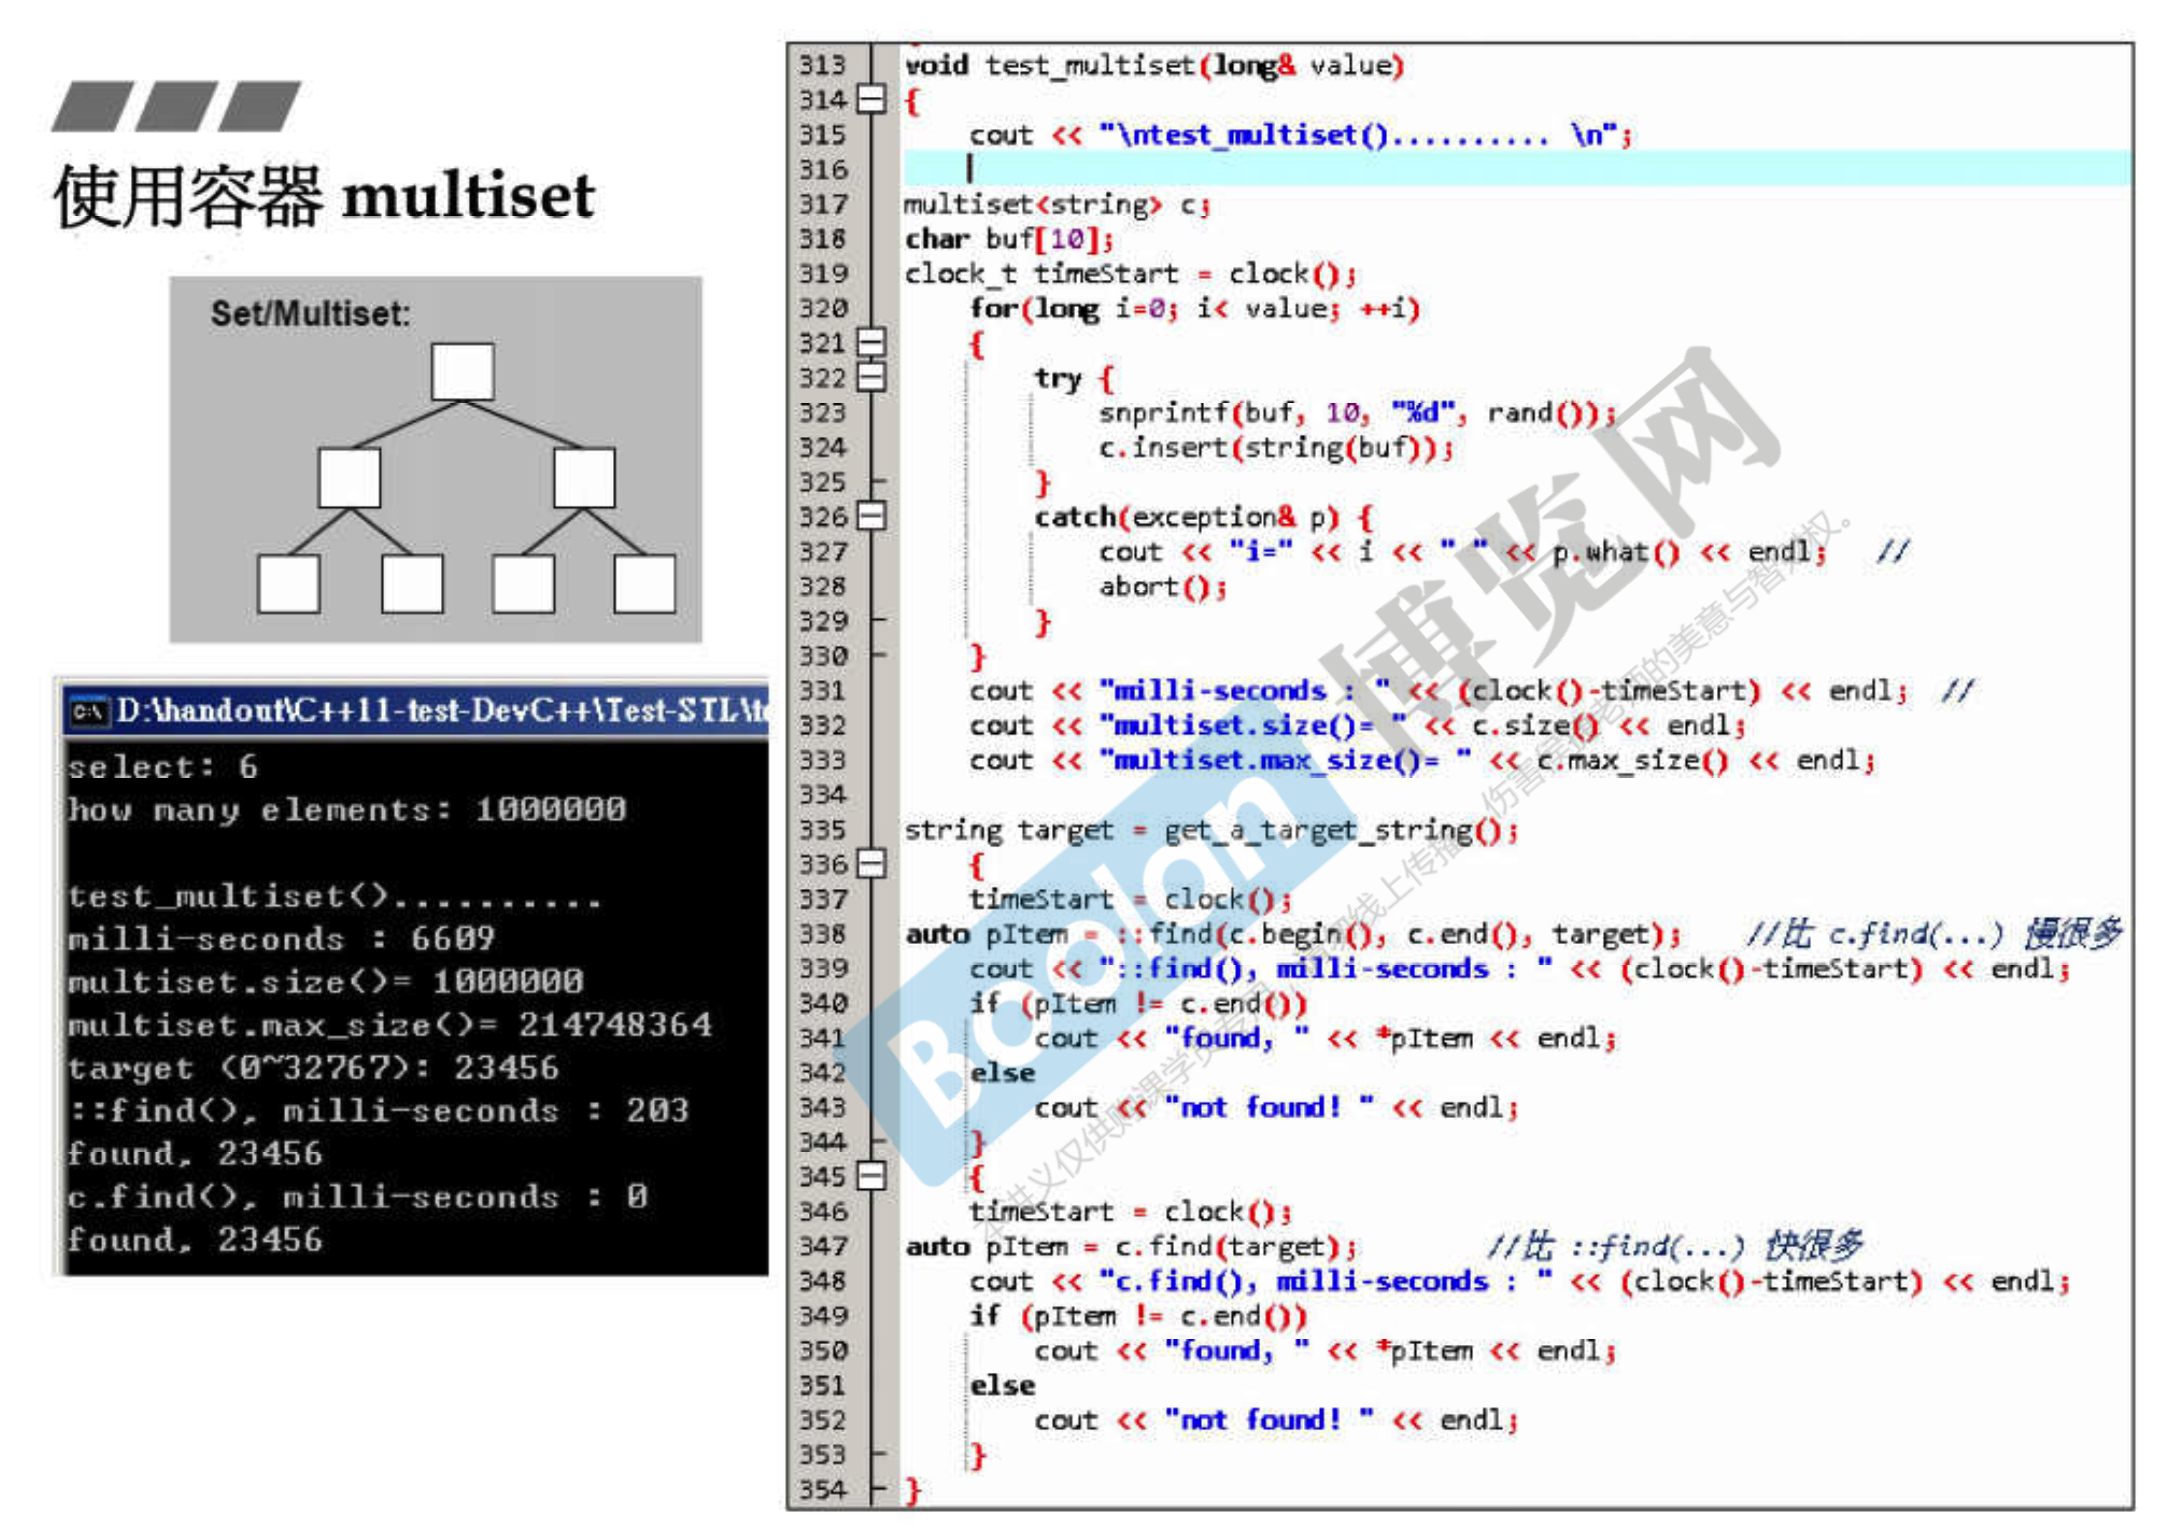 使用容器 multiset
Set/Multiset:
D:\handout\C++11-test-DevC++\Test-STL\te
select: 6
how many elements: 1000000
test_multiset()..........
milli-seconds : 6609
multiset.size()= 1000000
multiset.max_size()= 214748364
target (0~32767): 23456
::find(), milli-seconds : 203
found, 23456
c.find(), milli-seconds : 0
found, 23456
313 void test_multiset(long& value)
314 {
315 cout << "\ntest_multiset().......... \n";
316
317 multiset<string> c;
318 char buf[10];
319 clock_t timeStart = clock();
320 for(long i=0; i< value; ++i)
321 {
322 try {
323 snprintf(buf, 10, "%d", rand());
324 c.insert(string(buf));
325 }
326 catch(exception& p) {
327 cout << "i=" << i << " " << p.what() << endl; //
328 abort();
329 }
330 }
331 cout << "milli-seconds : " << (clock()-timeStart) << endl; //
332 cout << "multiset.size()= " << c.size() << endl;
333 cout << "multiset.max_size()= " << c.max_size() << endl;
334
335 string target = get_a_target_string();
336 {
337 timeStart = clock();
338 auto pItem = ::find(c.begin(), c.end(), target); //比 c.find(...) 慢很多
339 cout << "::find(), milli-seconds : " << (clock()-timeStart) << endl;
340 if (pItem != c.end())
341 cout << "found, " << *pItem << endl;
342 else
343 cout << "not found! " << endl;
344 }
345 {
346 timeStart = clock();
347 auto pItem = c.find(target); //比 ::find(...) 快很多
348 cout << "c.find(), milli-seconds : " << (clock()-timeStart) << endl;
349 if (pItem != c.end())
350 cout << "found, " << *pItem << endl;
351 else
352 cout << "not found! " << endl;
353 }
354 }
Boolan 博览网